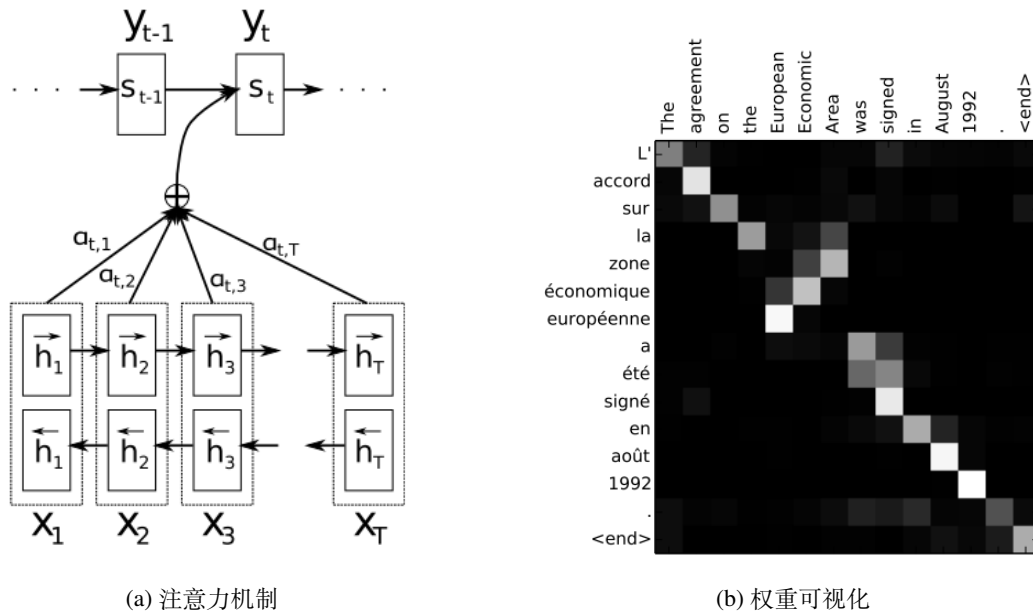 y_{t-1} y_t
. . . s_{t-1} s_t . . .
a_{t,1} a_{t,2} a_{t,3} a_{t,T}
→h_1 →h_2 →h_3 →h_T
←h_1 ←h_2 ←h_3 ←h_T
x_1 x_2 x_3 x_T
(a) 注意力机制
The agreement on the European Economic Area was signed in August 1992 . <end>
L'
accord
sur
la
zone
économique
européenne
a
été
signé
en
août
1992
.
<end>
(b) 权重可视化